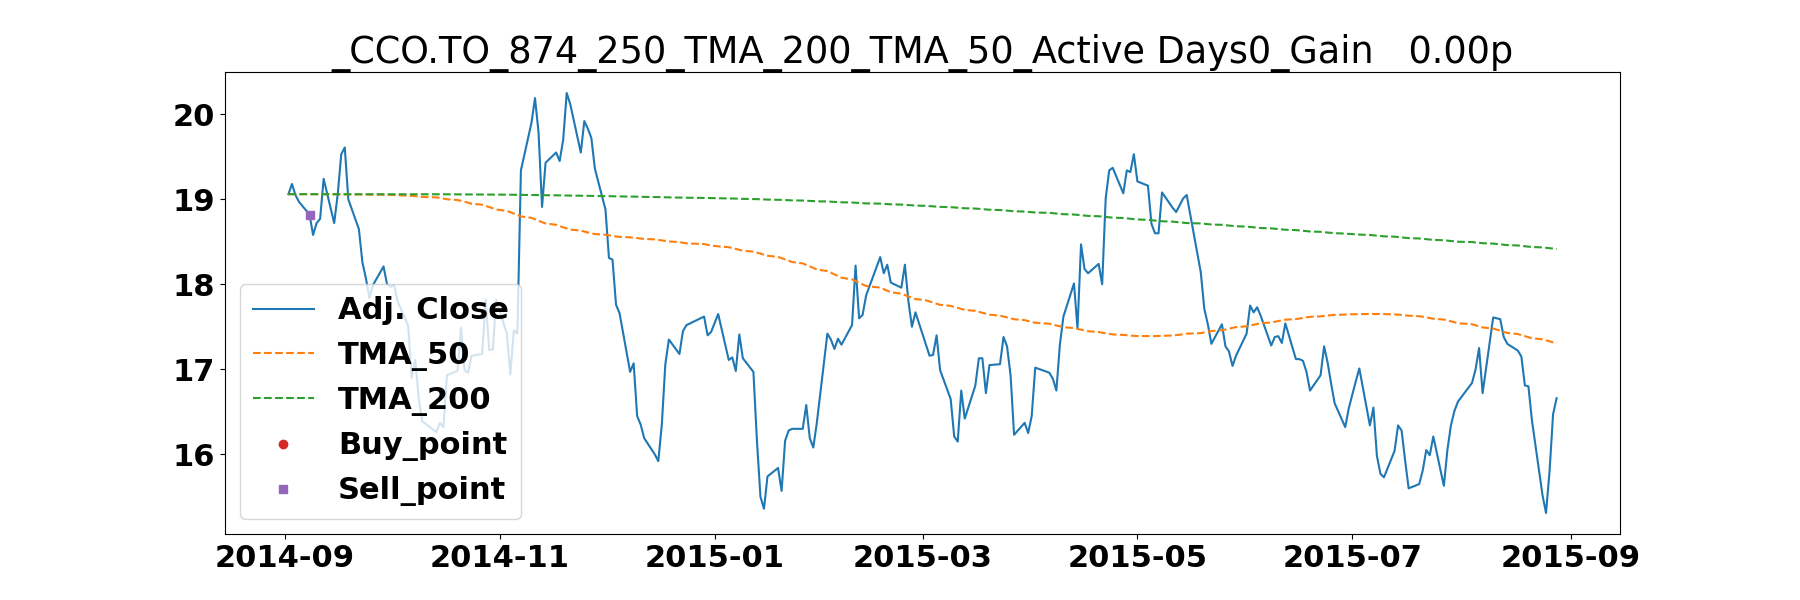 _CCO.TO_874_250_TMA_200_TMA_50_Active Days0_Gain   0.00p
20
19
18
17
16
Adj. Close
TMA_50
TMA_200
Buy_point
Sell_point
2014-09 2014-11 2015-01 2015-03 2015-05 2015-07 2015-09